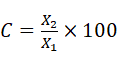 C = X₂/X₁ × 100